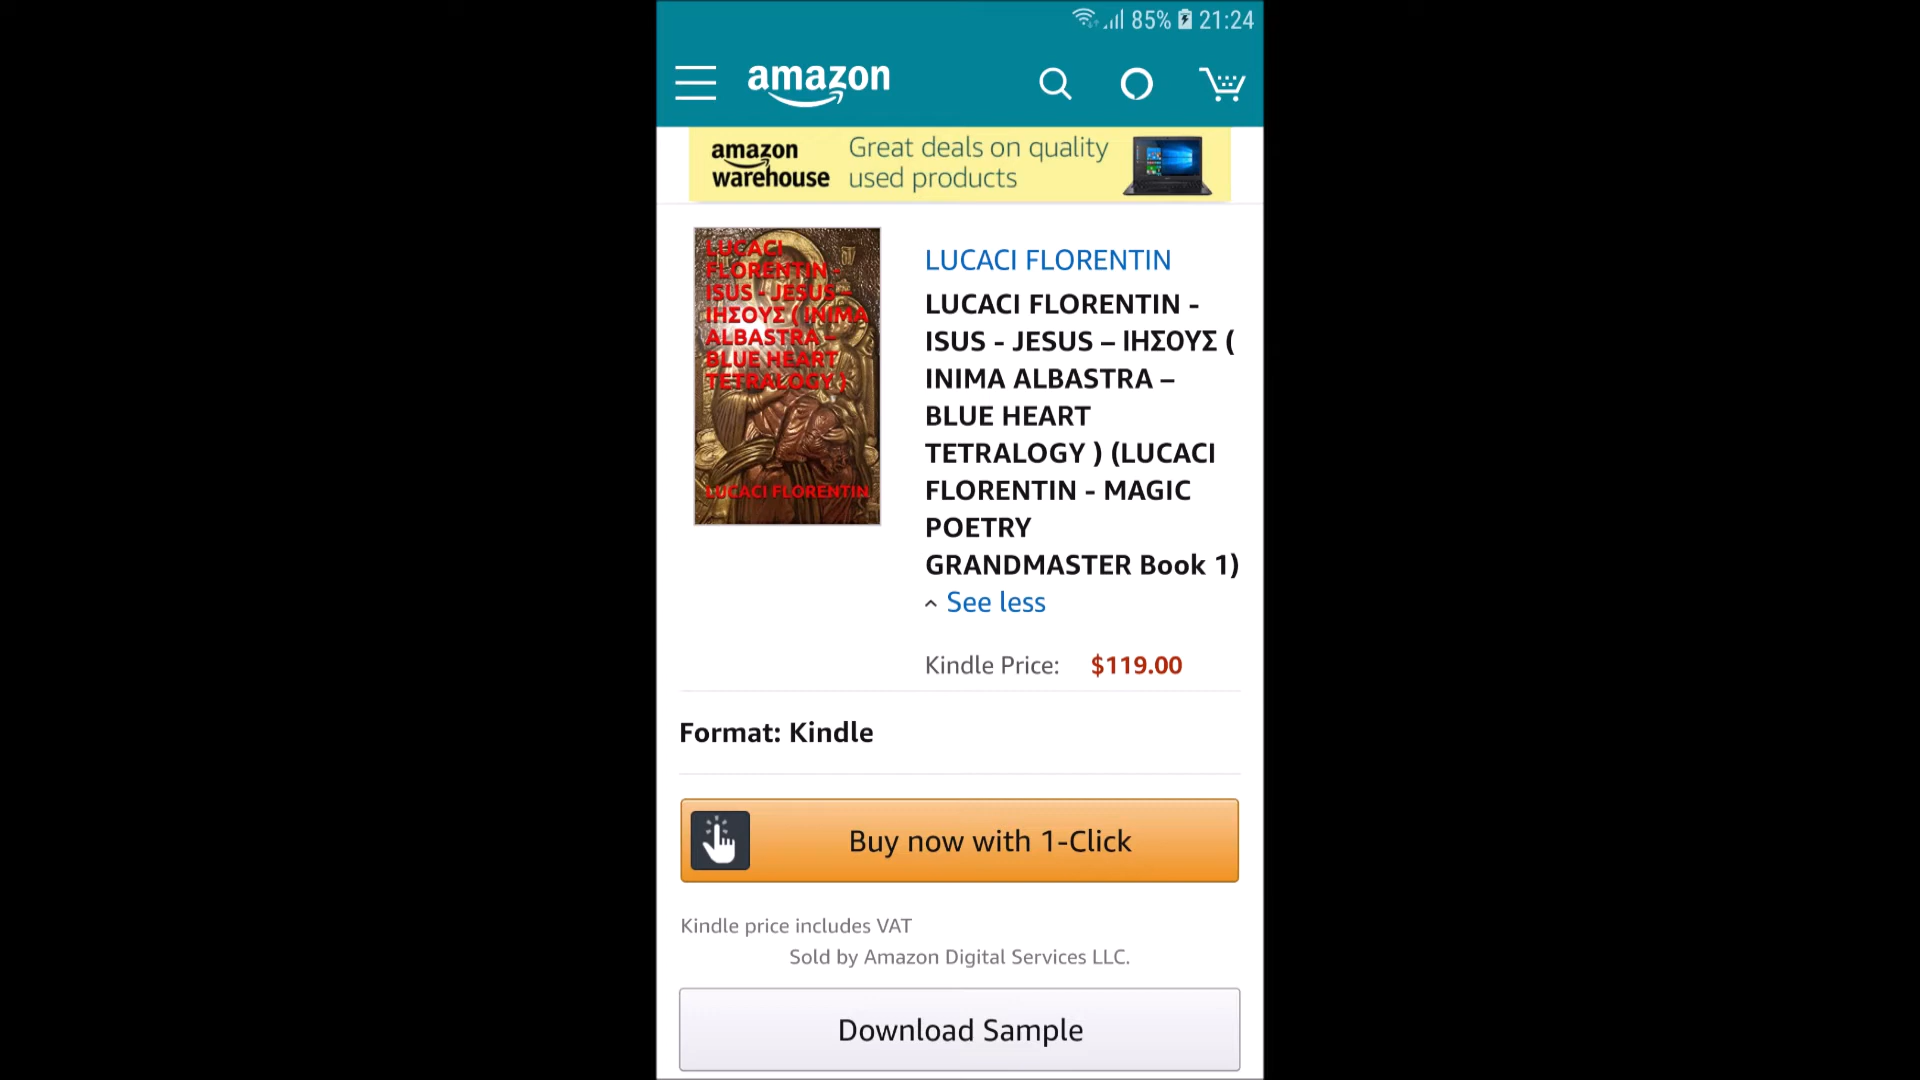 85% 21:24
amazon
amazon
warehouse
Great deals on quality
used products
LUCACI
FLORENTIN -
ISUS - JESUS –
ΙΗΣΟΥΣ ( INIMA
ALBASTRA –
BLUE HEART
TETRALOGY )
LUCACI FLORENTIN
LUCACI FLORENTIN
LUCACI FLORENTIN -
ISUS - JESUS – ΙΗΣΟΥΣ (
INIMA ALBASTRA –
BLUE HEART
TETRALOGY ) (LUCACI
FLORENTIN - MAGIC
POETRY
GRANDMASTER Book 1)
See less
Kindle Price: $119.00
Format: Kindle
Buy now with 1-Click
Kindle price includes VAT
Sold by Amazon Digital Services LLC.
Download Sample